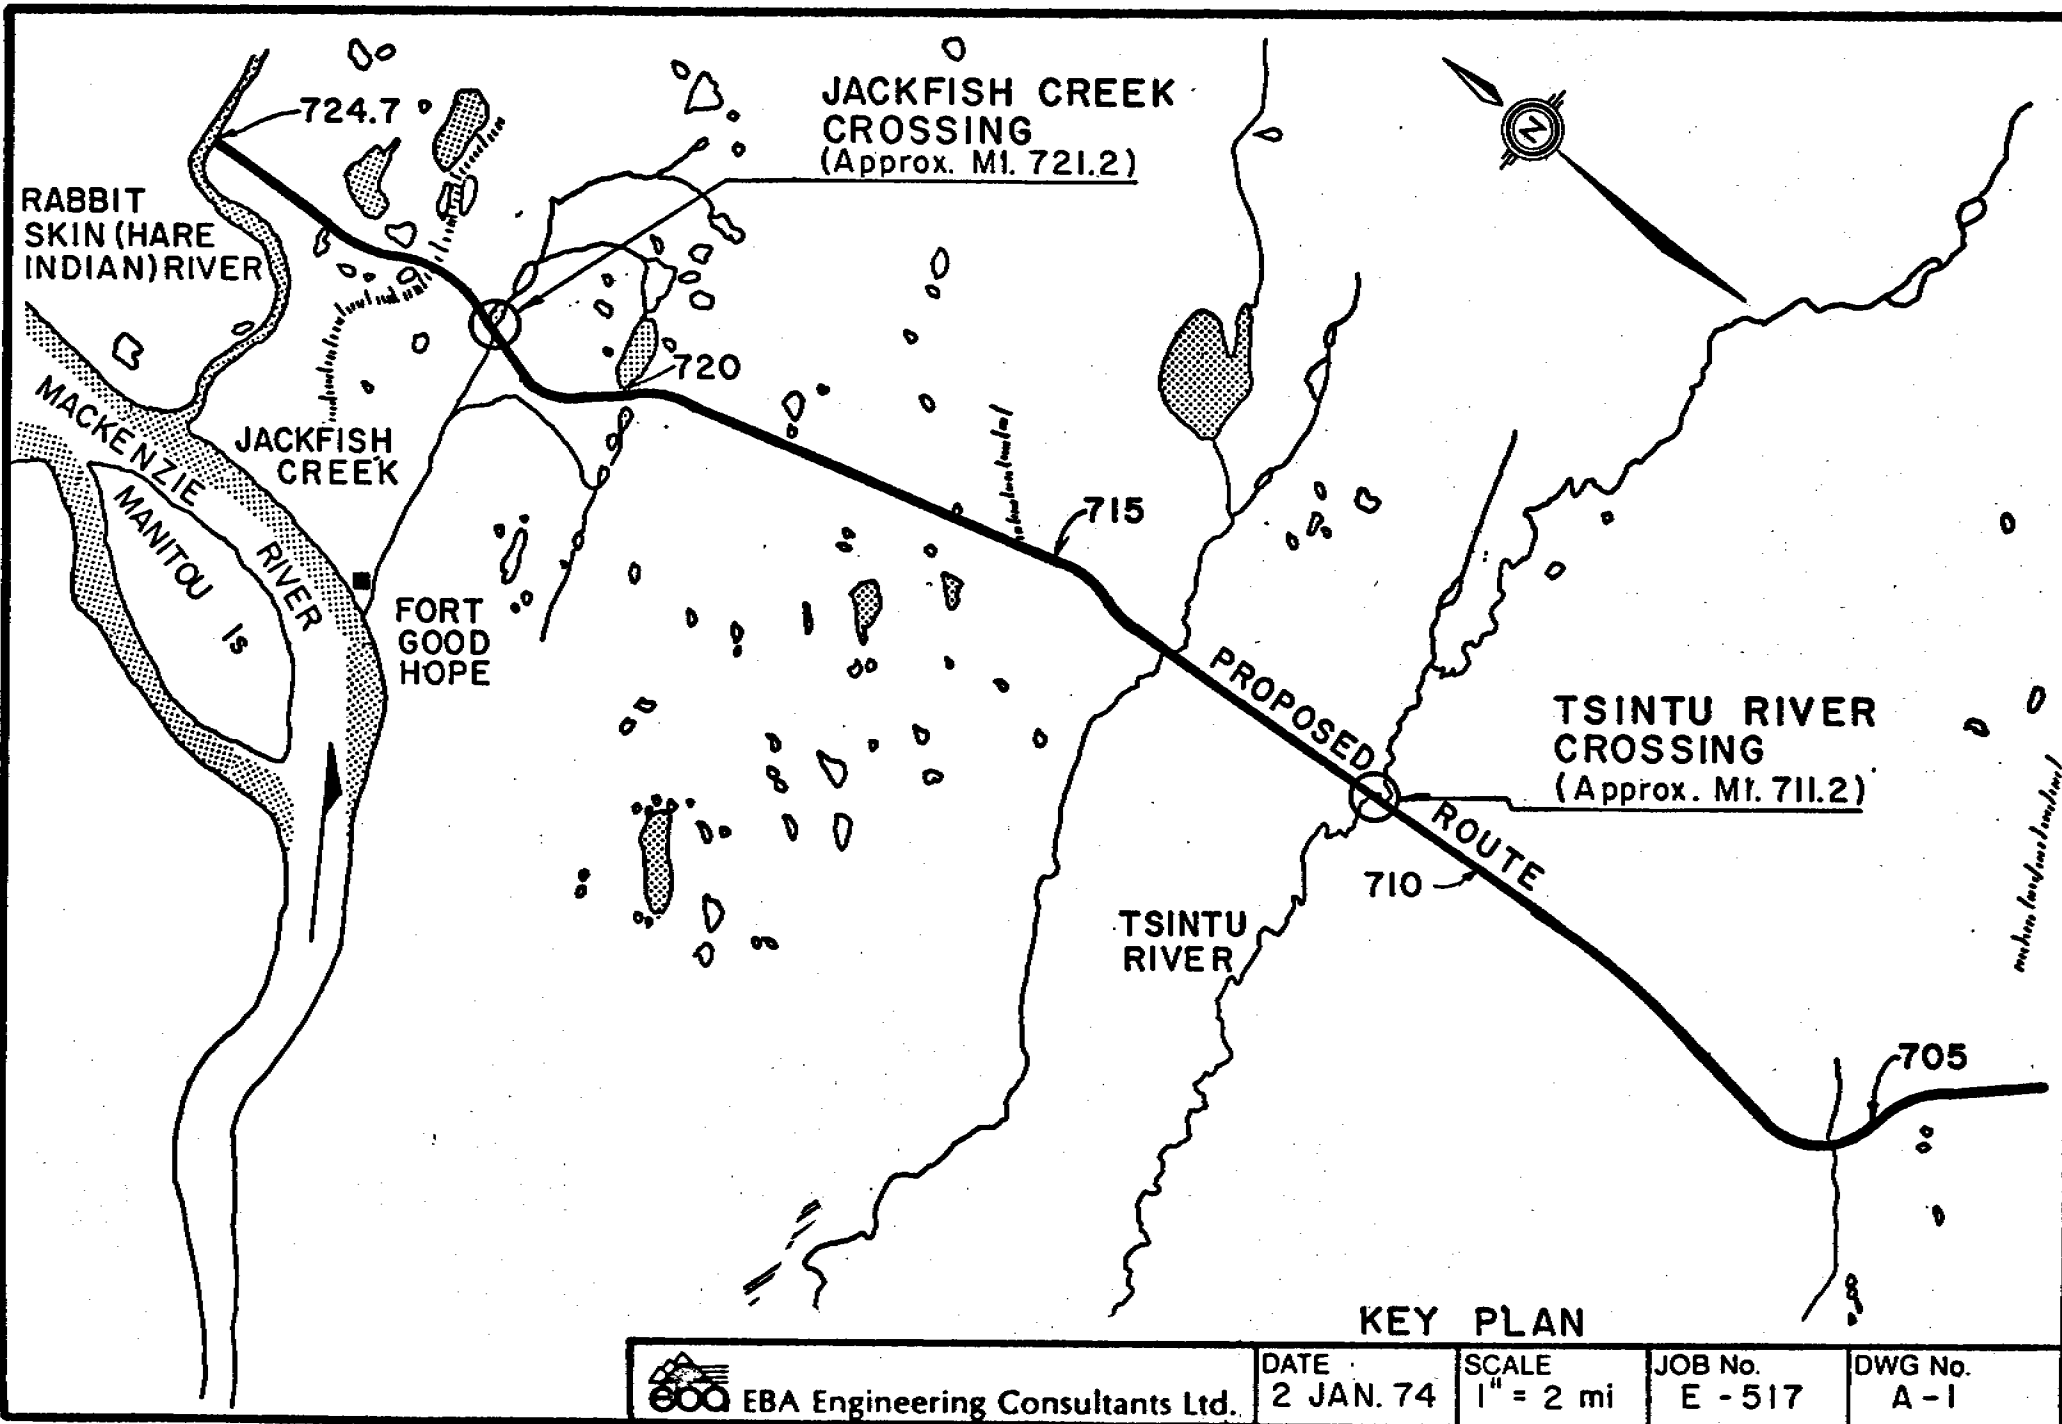 724.7
JACKFISH CREEK
CROSSING
(Approx. MI. 721.2)
N
RABBIT
SKIN (HARE
INDIAN) RIVER
720
MACKENZIE
RIVER
JACKFISH
CREEK
MANITOU
Is
715
FORT
GOOD
HOPE
PROPOSED
ROUTE
TSINTU RIVER
CROSSING
(Approx. MI. 711.2)
710
TSINTU
RIVER
705
KEY PLAN
eba EBA Engineering Consultants Ltd.
DATE
2 JAN. 74
SCALE
1" = 2 mi
JOB No.
E - 517
DWG No.
A - 1